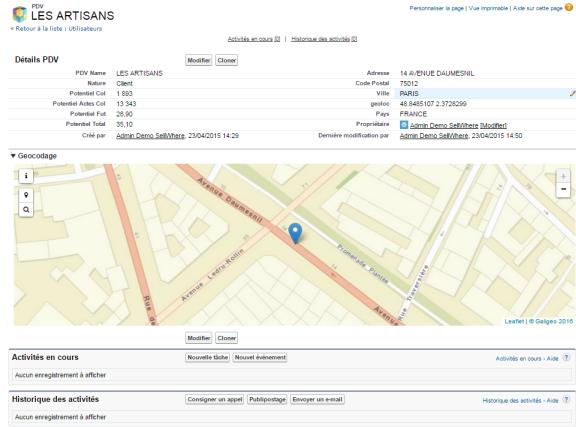 PDV
LES ARTISANS
Personnaliser la page | Vue imprimable | Aide sur cette page
« Retour à la liste : Utilisateurs
Activités en cours [0] | Historique des activités [0]
Détails PDV
Modifier Cloner
PDV Name LES ARTISANS Adresse 14 AVENUE DAUMESNIL
Nature Client Code Postal 75012
Potentiel Col 1 893 Ville PARIS
Potentiel Actes Col 13 343 geoloc 48.8485107 2.3728299
Potentiel Fut 28,90 Pays FRANCE
Potentiel Total 35,10 Propriétaire Admin Demo SellWhere [Modifier]
Créé par Admin Demo SellWhere, 23/04/2015 14:29 Dernière modification par Admin Demo SellWhere, 23/04/2015 14:50
Geocodage
Avenue Daumesnil
Promenade Plantée
Avenue Ledru-Rollin
Rue Traversière
Rue de
Avenue
Leaflet | © Galigeo 2016
Modifier Cloner
Activités en cours
Nouvelle tâche Nouvel événement
Activités en cours - Aide ?
Aucun enregistrement à afficher
Historique des activités
Consigner un appel Publipostage Envoyer un e-mail
Historique des activités - Aide ?
Aucun enregistrement à afficher